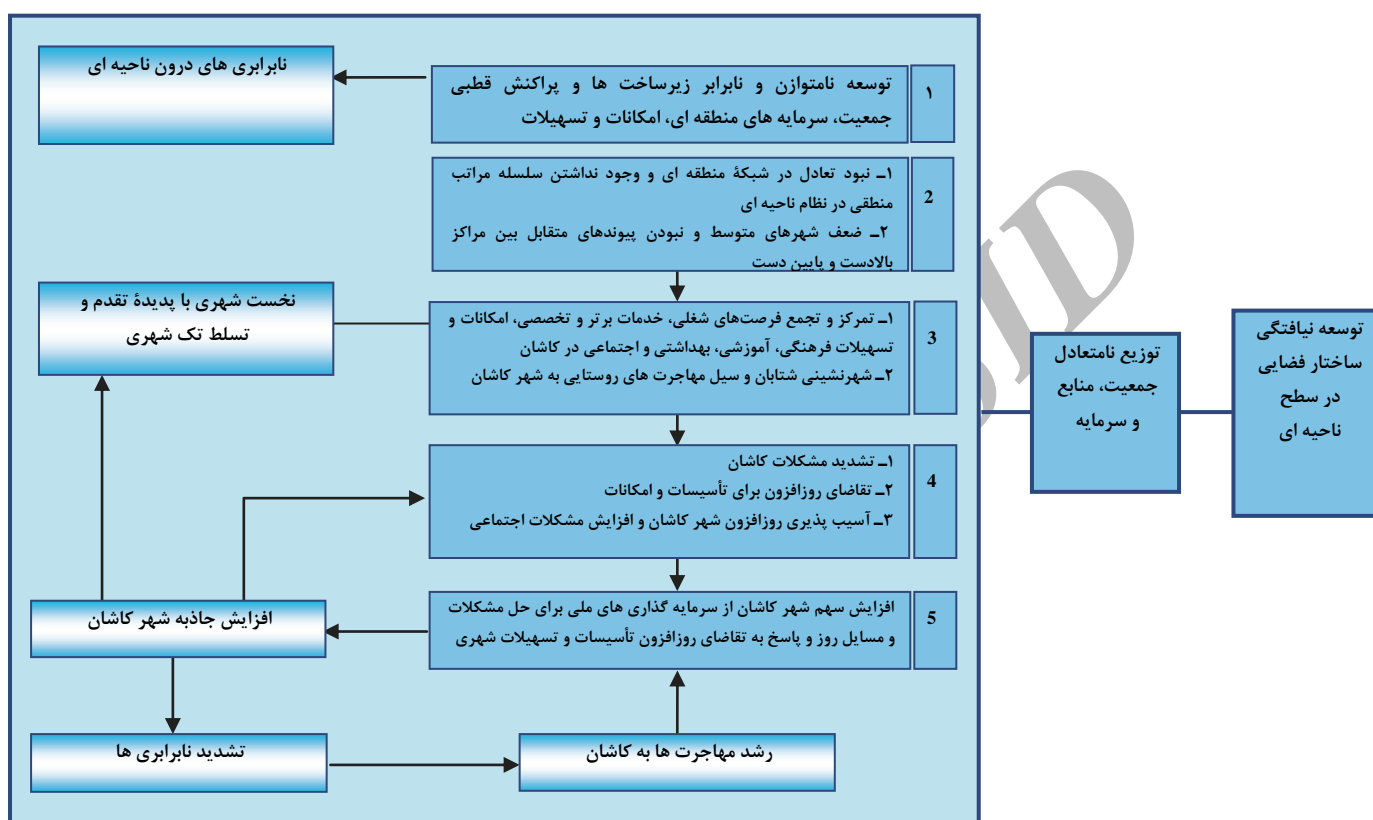 توسعه نیافتگی
ساختار فضایی
در سطح
ناحیه ای
توزیع نامتعادل
جمعیت، منابع
و سرمایه
۱
توسعه نامتوازن و نابرابر زیرساخت ها و پراکنش قطبی
جمعیت، سرمایه های منطقه ای، امکانات و تسهیلات
نابرابری های درون ناحیه ای
2
۱ـ نبود تعادل در شبکۀ منطقه ای و وجود نداشتن سلسله مراتب
منطقی در نظام ناحیه ای
۲ـ ضعف شهرهای متوسط و نبودن پیوندهای متقابل بین مراکز
بالادست و پایین دست
3
۱ـ تمرکز و تجمع فرصت‌های شغلی، خدمات برتر و تخصصی، امکانات و
تسهیلات فرهنگی، آموزشی، بهداشتی و اجتماعی در کاشان
۲ـ شهرنشینی شتابان و سیل مهاجرت های روستایی به شهر کاشان
نخست شهری با پدیدۀ تقدم و
تسلط تک شهری
4
۱ـ تشدید مشکلات کاشان
۲ـ تقاضای روزافزون برای تأسیسات و امکانات
۳ـ آسیب پذیری روزافزون شهر کاشان و افزایش مشکلات اجتماعی
5
افزایش سهم شهر کاشان از سرمایه گذاری های ملی برای حل مشکلات
و مسایل روز و پاسخ به تقاضای روزافزون تأسیسات و تسهیلات شهری
افزایش جاذبه شهر کاشان
رشد مهاجرت ها به کاشان
تشدید نابرابری ها